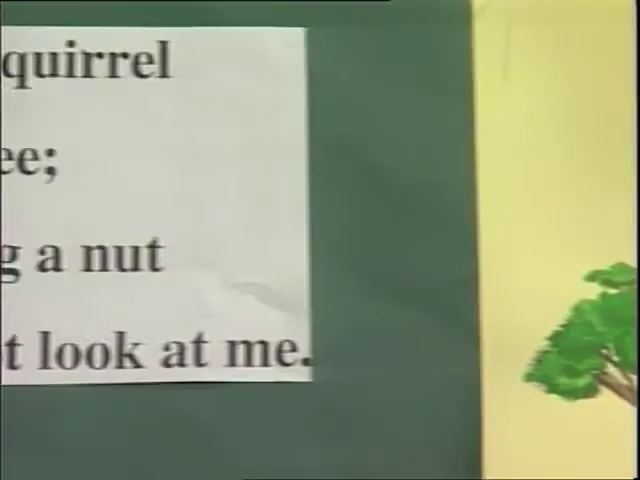 quirrel
ee;
g a nut
t look at me.